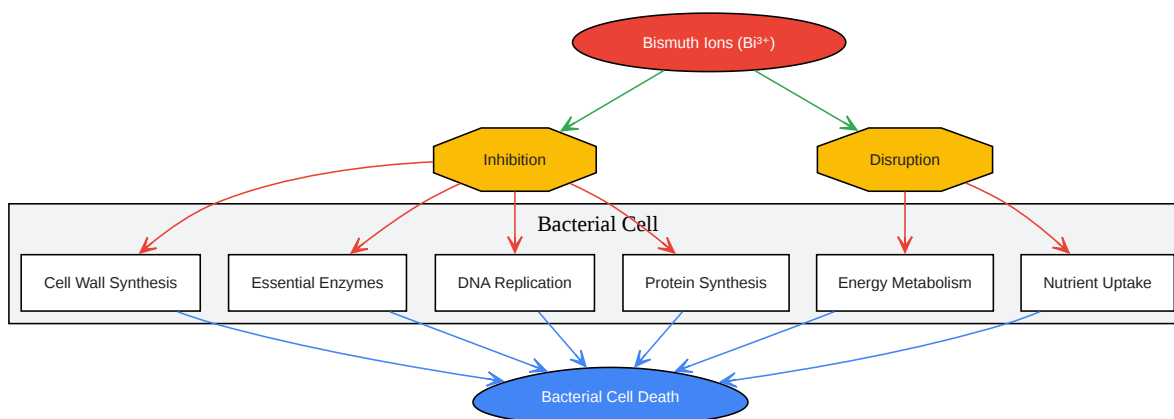 Bismuth Ions (Bi³⁺)
Inhibition
Disruption
Bacterial Cell
Cell Wall Synthesis
Essential Enzymes
DNA Replication
Protein Synthesis
Energy Metabolism
Nutrient Uptake
Bacterial Cell Death